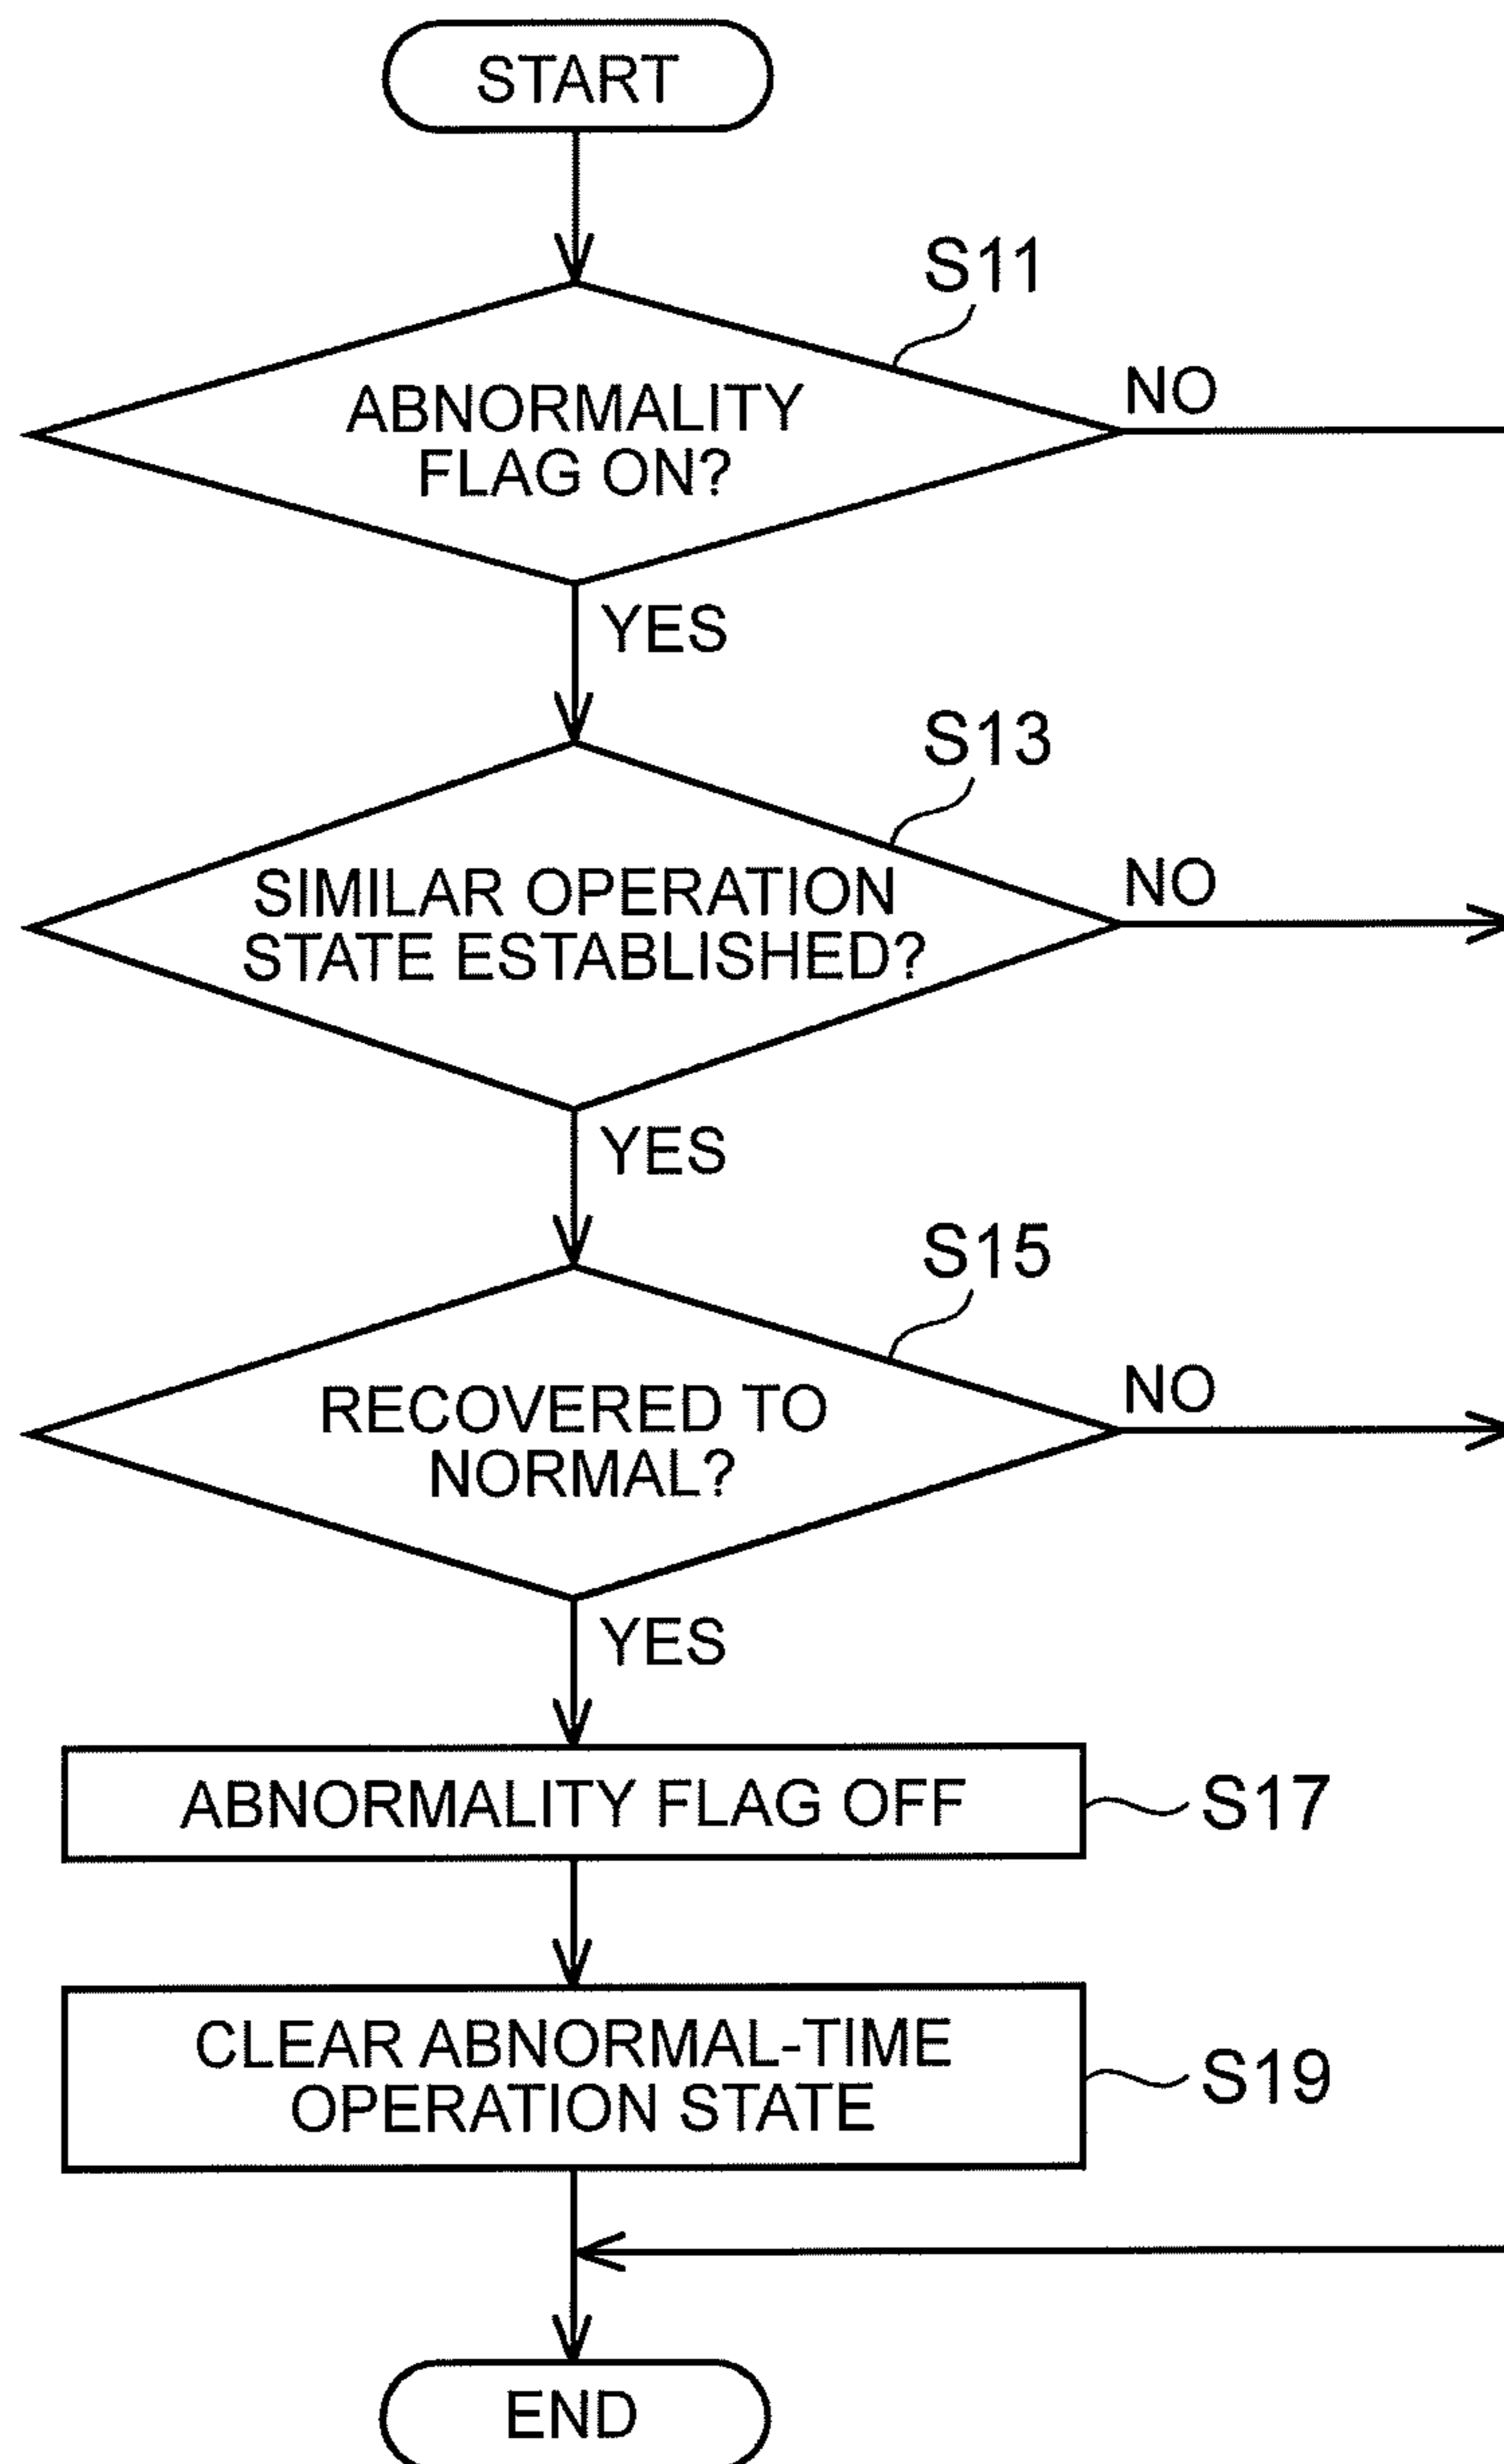 START
S11
ABNORMALITY
FLAG ON?
NO
YES
S13
SIMILAR OPERATION
STATE ESTABLISHED?
NO
YES
S15
RECOVERED TO
NORMAL?
NO
YES
ABNORMALITY FLAG OFF
S17
CLEAR ABNORMAL-TIME
OPERATION STATE
S19
END